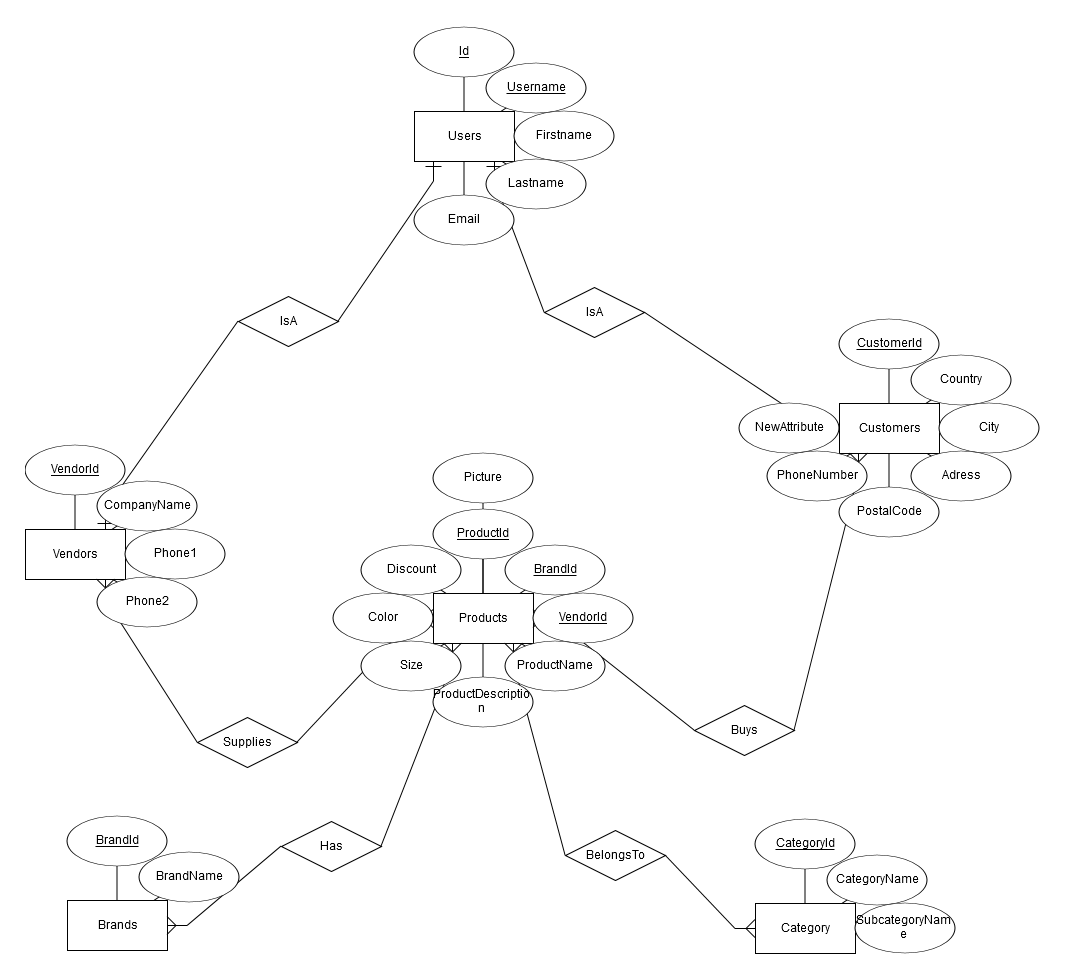 Id
Username
Users
Firstname
Lastname
Email
IsA
IsA
CustomerId
Country
NewAttribute
Customers
City
PhoneNumber
Adress
PostalCode
VendorId
CompanyName
Vendors
Phone1
Phone2
Picture
ProductId
Discount
BrandId
Color
Products
VendorId
Size
ProductName
ProductDescriptio
n
Supplies
Buys
Has
BelongsTo
BrandId
BrandName
Brands
CategoryId
CategoryName
Category
SubcategoryNam
e